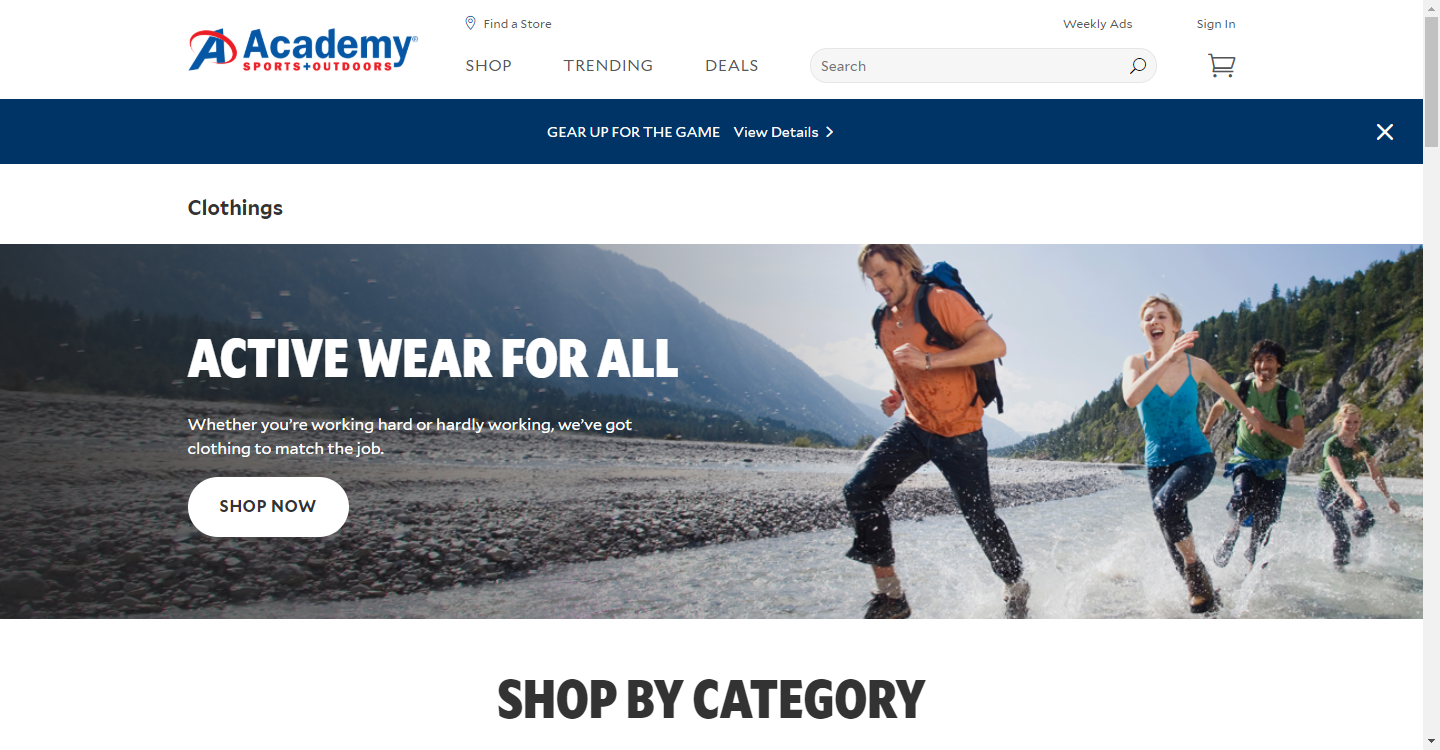 Find a Store
Weekly Ads
Sign In
Academy
SPORTS+OUTDOORS
SHOP
TRENDING
DEALS
Search
GEAR UP FOR THE GAME View Details
Clothings
ACTIVE WEAR FOR ALL
Whether you're working hard or hardly working, we've got
clothing to match the job.
SHOP NOW
SHOP BY CATEGORY